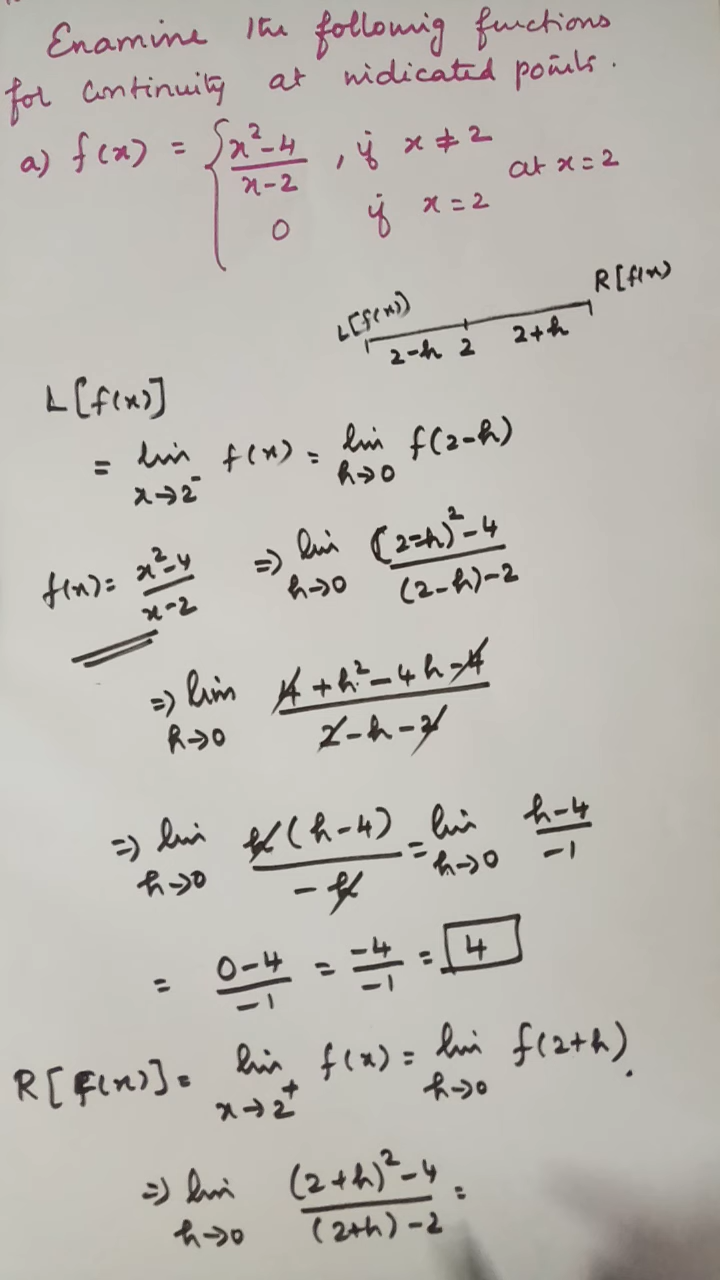 Examine the following functions
for continuity at indicated points.
a) f(x) = { x²-4 / x-2 , if x ≠ 2
0 if x = 2 at x = 2
L[f(x)] R[f(x)
2-h 2 2+h
L[f(x)]
= lim x→2⁻ f(x) = lim h→0 f(2-h)
f(x) = x²-4 / x-2 ⇒ lim h→0 (2-h)²-4 / (2-h)-2
⇒ lim h→0 4+h²-4h-4 / 2-h-2
⇒ lim h→0 h(h-4) / -h = lim h→0 h-4 / -1
= 0-4 / -1 = -4 / -1 = 4
R[f(x)] = lim x→2⁺ f(x) = lim h→0 f(2+h).
⇒ lim h→0 (2+h)²-4 / (2+h)-2 =